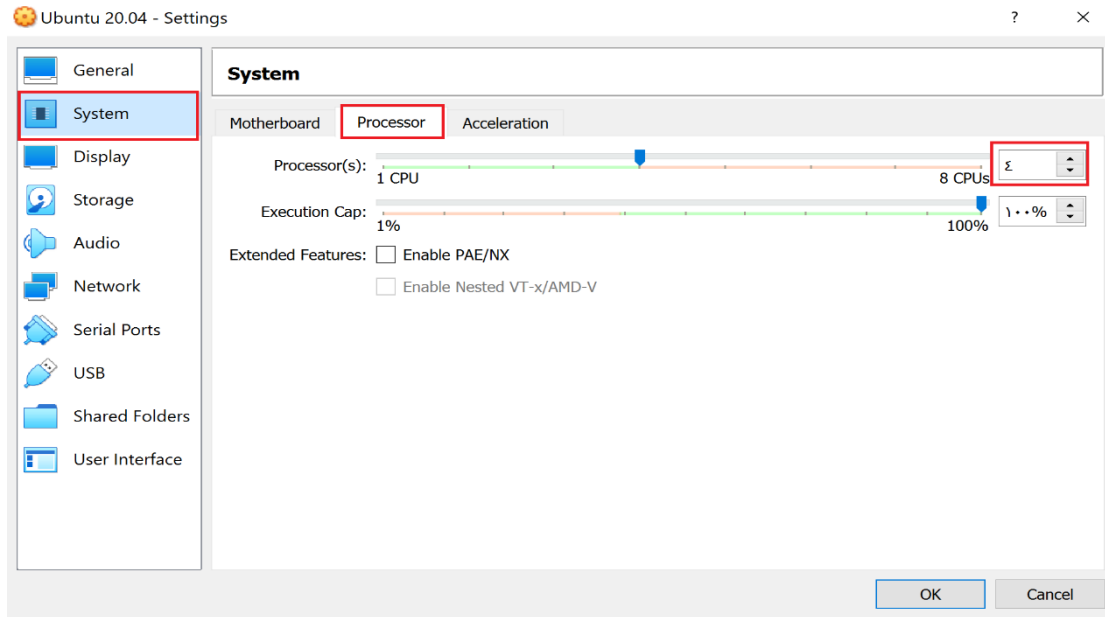 Ubuntu 20.04 - Settings
?
General
System
Display
Storage
Audio
Network
Serial Ports
USB
Shared Folders
User Interface
System
Motherboard Processor Acceleration
Processor(s):
٤
1 CPU 8 CPUs
Execution Cap:
١٠٠%
1% 100%
Extended Features: Enable PAE/NX
Enable Nested VT-x/AMD-V
OK Cancel